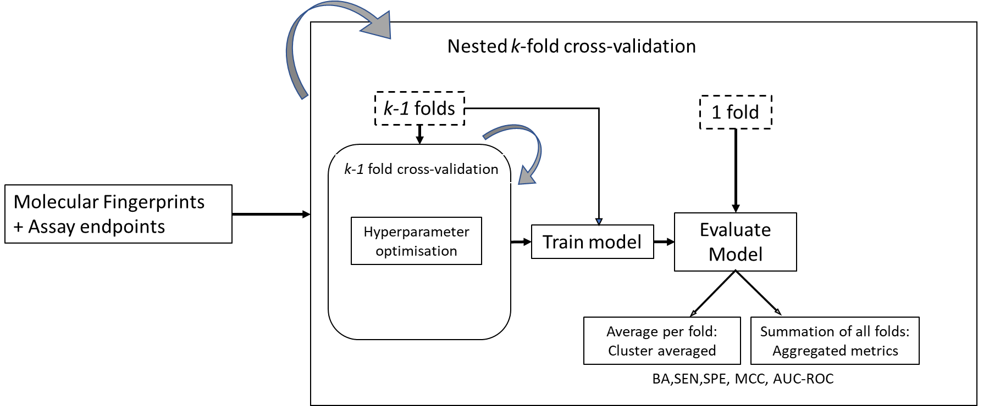 Nested k-fold cross-validation
k-1 folds
1 fold
k-1 fold cross-validation
Molecular Fingerprints
+ Assay endpoints
Hyperparameter
optimisation
Train model
Evaluate
Model
Average per fold:
Cluster averaged
Summation of all folds:
Aggregated metrics
BA,SEN,SPE, MCC, AUC-ROC